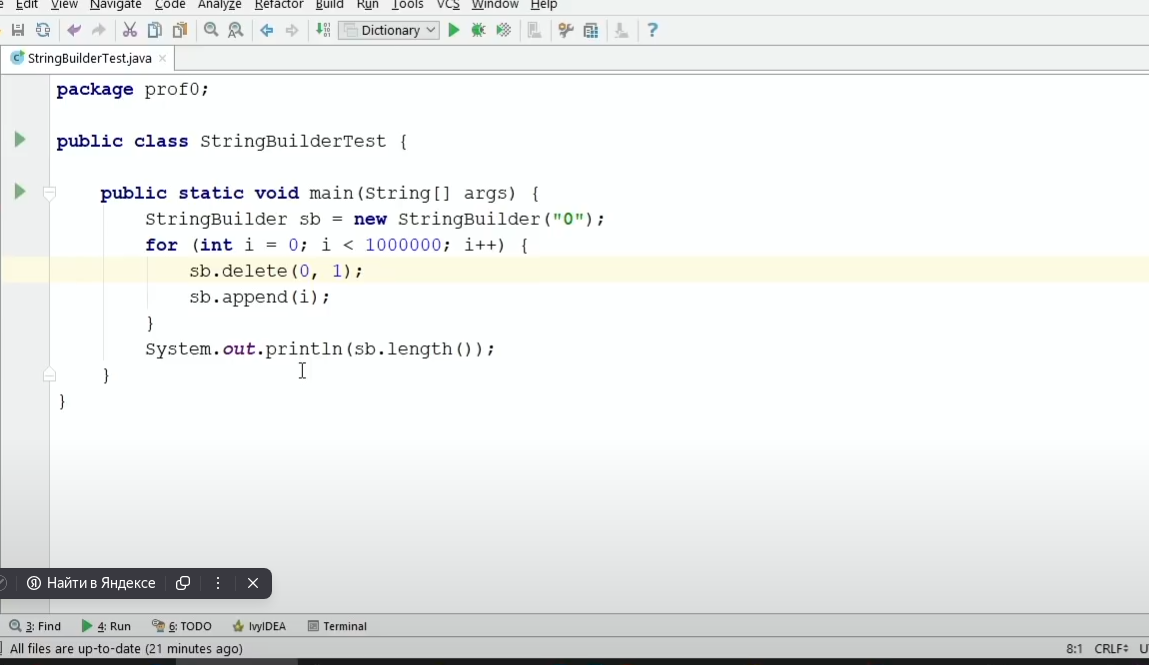 Edit View Navigate Code Analyze Refactor Build Run Tools VCS Window Help
Dictionary
StringBuilderTest.java
package prof0;
public class StringBuilderTest {
public static void main(String[] args) {
StringBuilder sb = new StringBuilder("0");
for (int i = 0; i < 1000000; i++) {
sb.delete(0, 1);
sb.append(i);
}
System.out.println(sb.length());
}
}
Найти в Яндексе
3: Find 4: Run 6: TODO IvyIDEA Terminal
All files are up-to-date (21 minutes ago) 8:1 CRLF